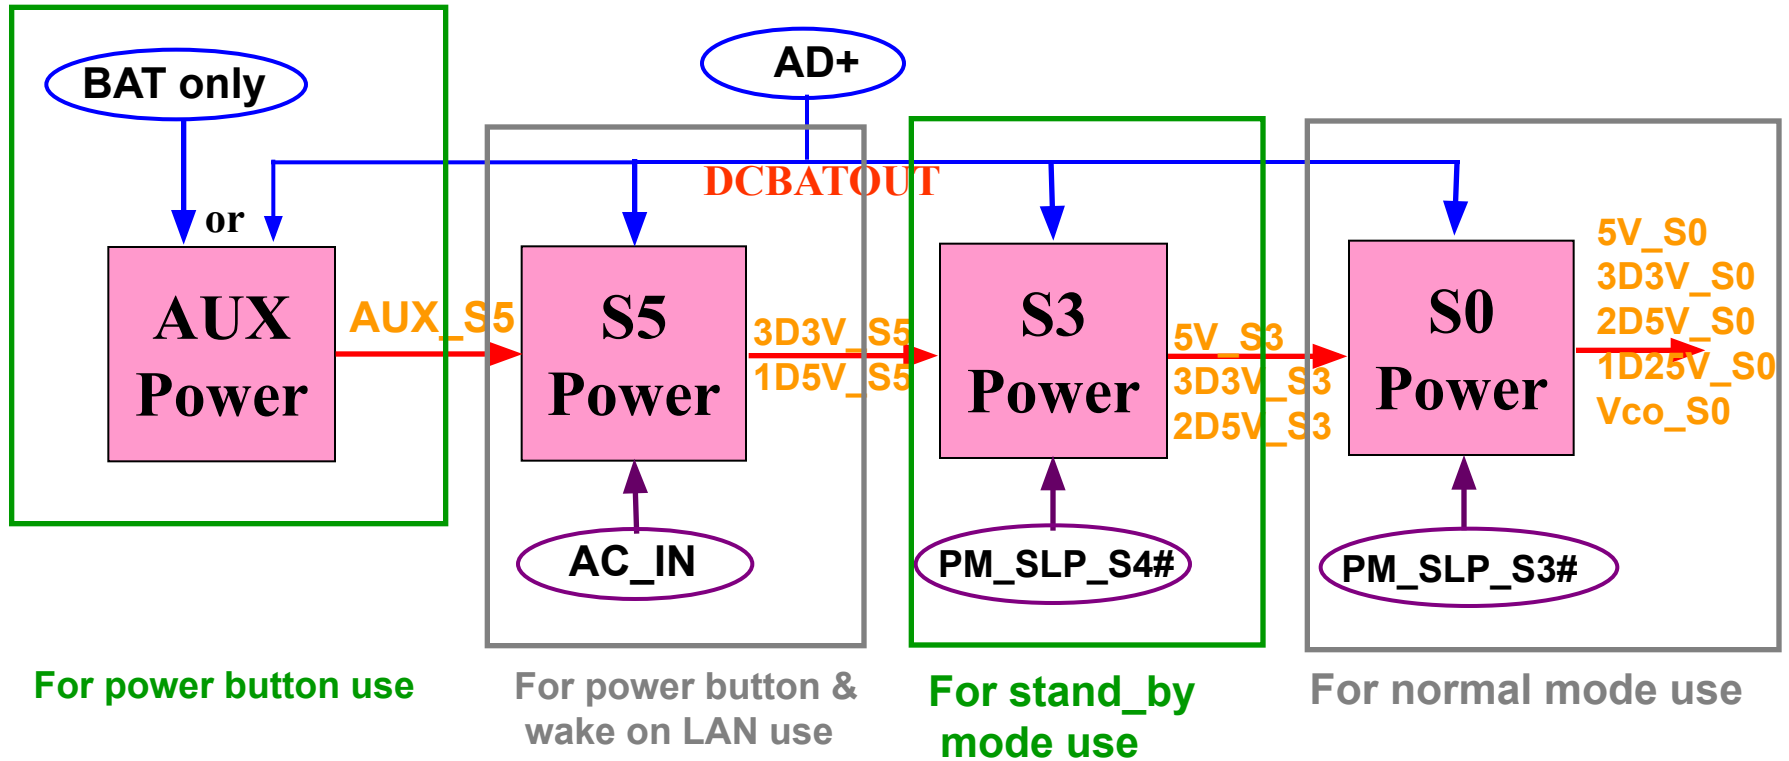 BAT only
AD+
DCBATOUT
or
AUX
Power
AUX_S5
S5
Power
3D3V_S5
1D5V_S5
S3
Power
5V_S3
3D3V_S3
2D5V_S3
S0
Power
5V_S0
3D3V_S0
2D5V_S0
1D25V_S0
Vco_S0
AC_IN
PM_SLP_S4#
PM_SLP_S3#
For power button use
For power button &
wake on LAN use
For stand_by
mode use
For normal mode use